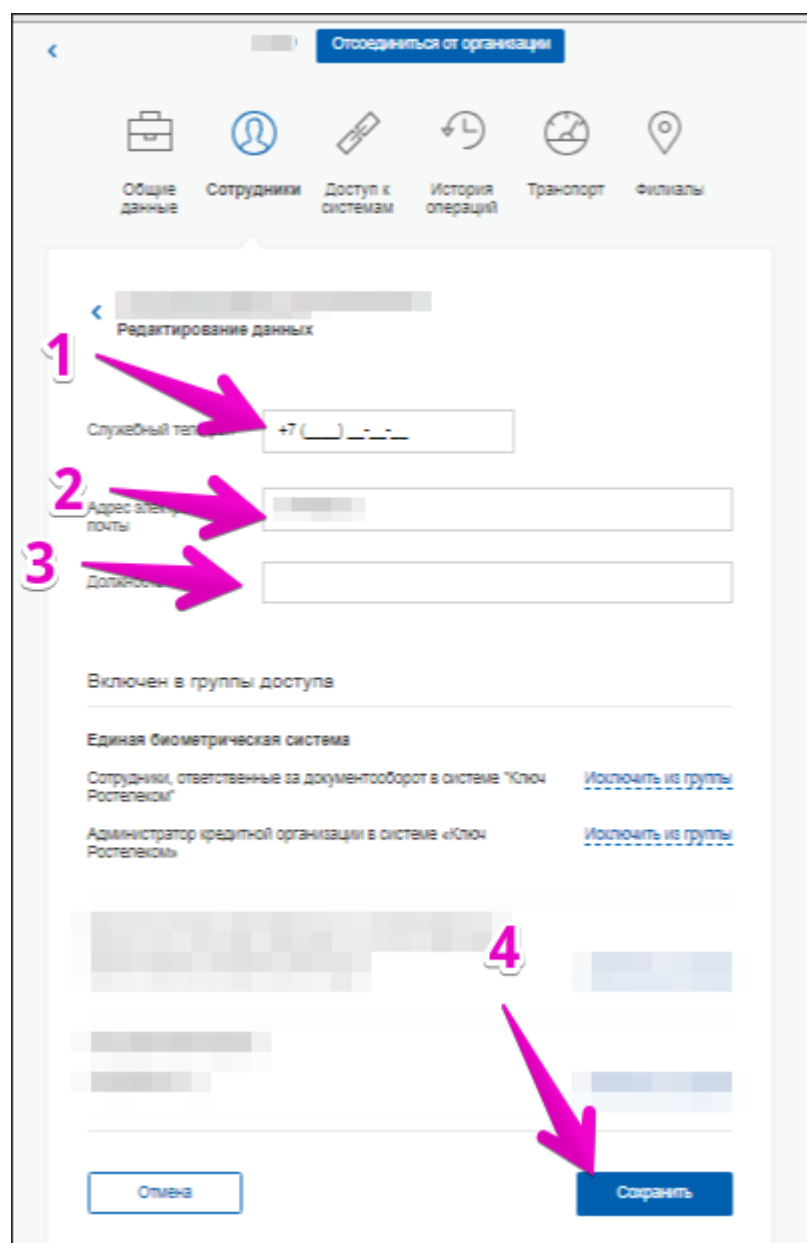 Отсоединиться от организации
Общие данные
Сотрудники
Доступ к системам
История операций
Транспорт
Филиалы
Редактирование данных
1
Служебный
+7 (___) __-__-__
2
Адрес
почты
3
Включен в группы доступа
Единая биометрическая система
Сотрудники, ответственные за документооборот в системе "Ключ
Ростелеком"
Исключить из группы
Администратор кредитной организации в системе «Ключ
Ростелеком»
Исключить из группы
4
Отмена
Сохранить